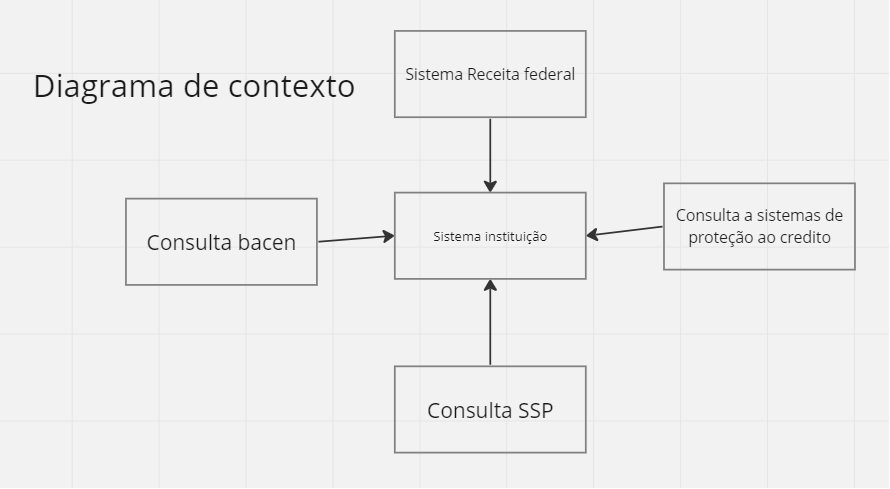 Diagrama de contexto
Sistema Receita federal
Consulta bacen
Sistema instituição
Consulta a sistemas de
proteção ao credito
Consulta SSP